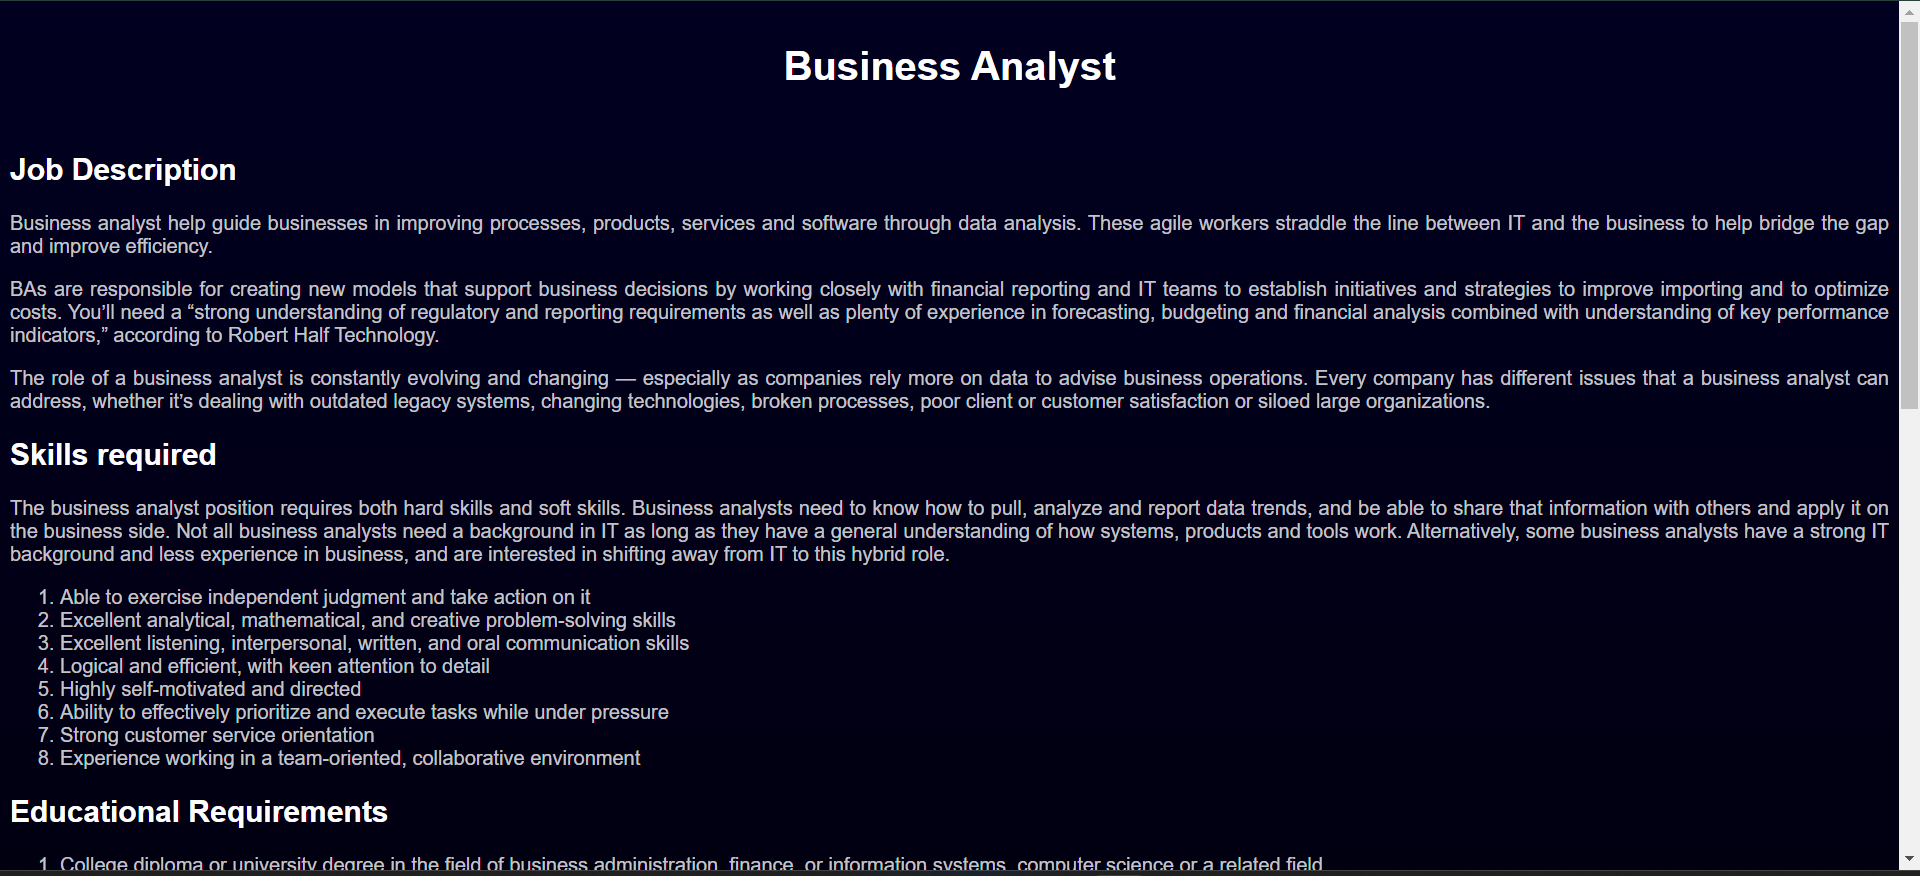 Business Analyst
Job Description
Business analyst help guide businesses in improving processes, products, services and software through data analysis. These agile workers straddle the line between IT and the business to help bridge the gap
and improve efficiency.
BAs are responsible for creating new models that support business decisions by working closely with financial reporting and IT teams to establish initiatives and strategies to improve importing and to optimize
costs. You’ll need a “strong understanding of regulatory and reporting requirements as well as plenty of experience in forecasting, budgeting and financial analysis combined with understanding of key performance
indicators,” according to Robert Half Technology.
The role of a business analyst is constantly evolving and changing — especially as companies rely more on data to advise business operations. Every company has different issues that a business analyst can
address, whether it’s dealing with outdated legacy systems, changing technologies, broken processes, poor client or customer satisfaction or siloed large organizations.
Skills required
The business analyst position requires both hard skills and soft skills. Business analysts need to know how to pull, analyze and report data trends, and be able to share that information with others and apply it on
the business side. Not all business analysts need a background in IT as long as they have a general understanding of how systems, products and tools work. Alternatively, some business analysts have a strong IT
background and less experience in business, and are interested in shifting away from IT to this hybrid role.
1. Able to exercise independent judgment and take action on it
2. Excellent analytical, mathematical, and creative problem-solving skills
3. Excellent listening, interpersonal, written, and oral communication skills
4. Logical and efficient, with keen attention to detail
5. Highly self-motivated and directed
6. Ability to effectively prioritize and execute tasks while under pressure
7. Strong customer service orientation
8. Experience working in a team-oriented, collaborative environment
Educational Requirements
1. College diploma or university degree in the field of business administration, finance, or information systems, computer science or a related field